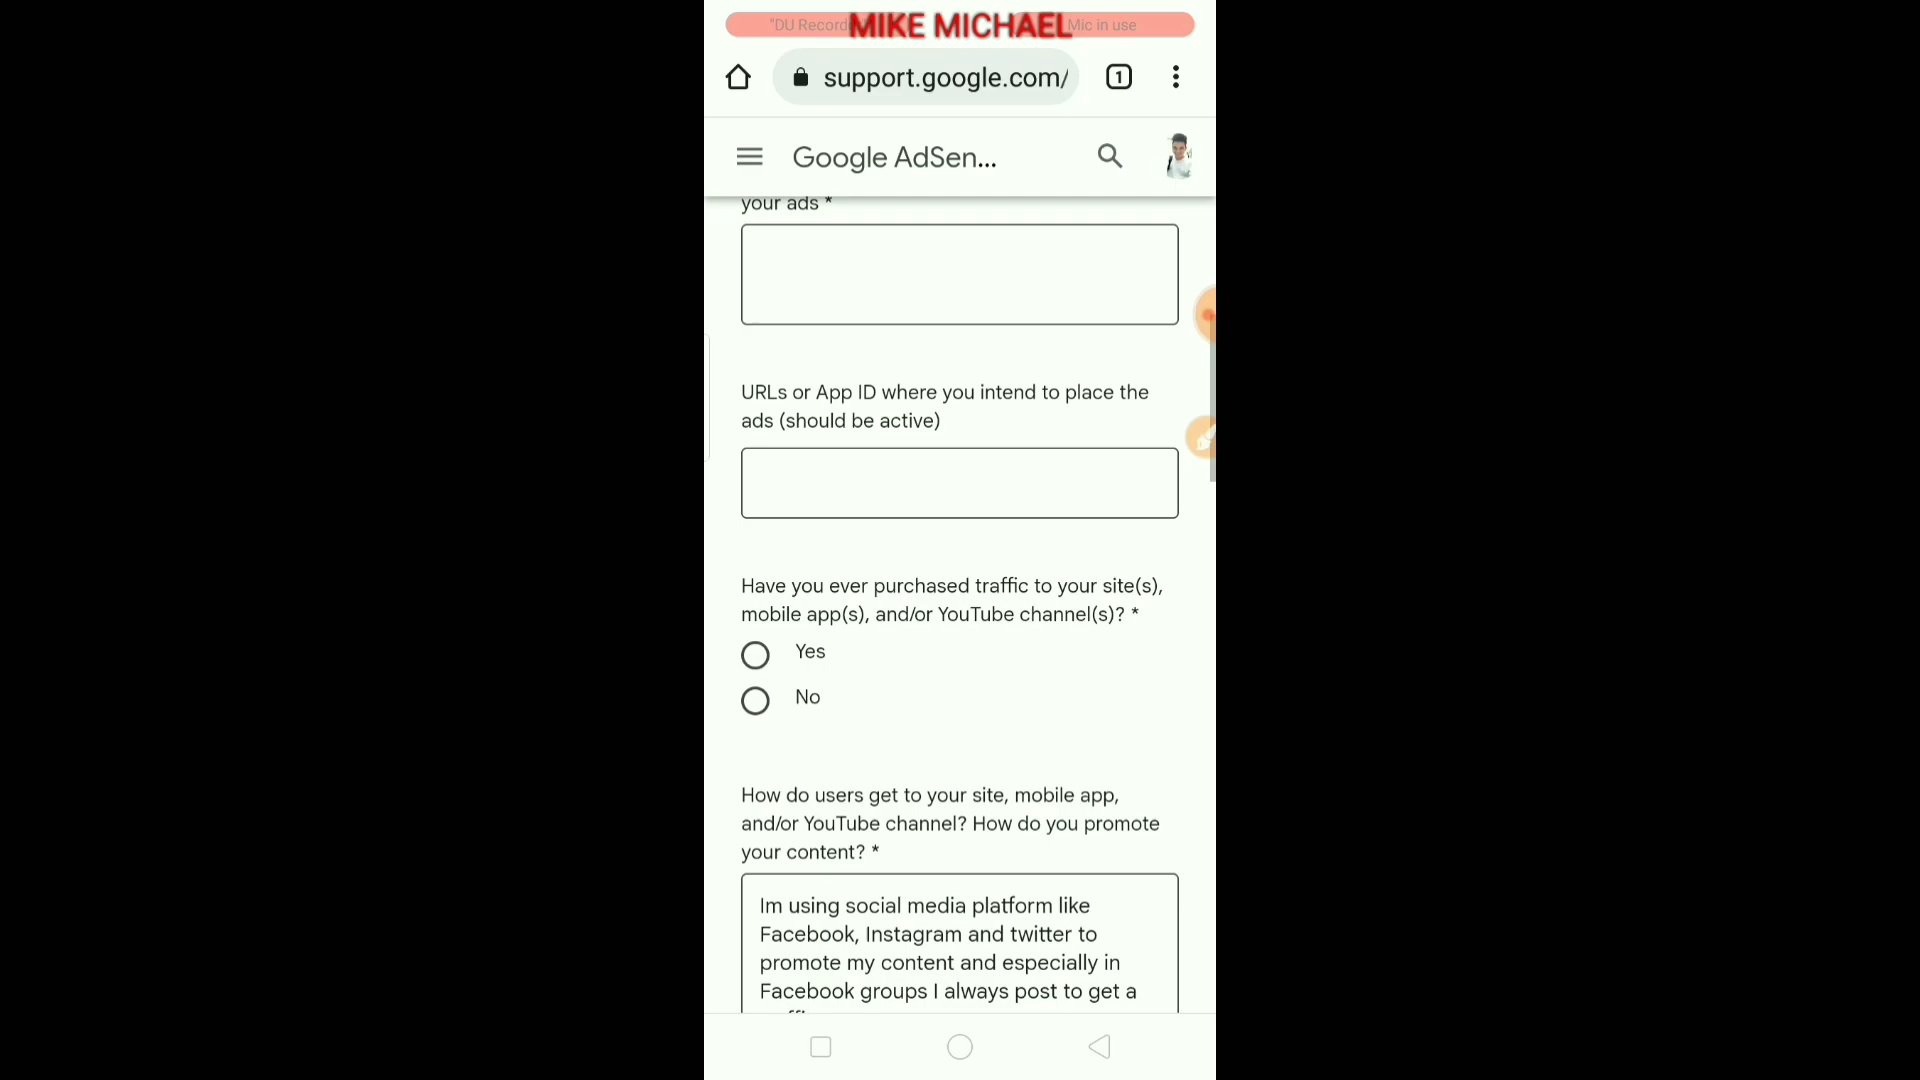 "DU Recorder MIKE MICHAEL Mic in use
support.google.com/
1
Google AdSen...
your ads *
URLs or App ID where you intend to place the
ads (should be active)
Have you ever purchased traffic to your site(s),
mobile app(s), and/or YouTube channel(s)? *
Yes
No
How do users get to your site, mobile app,
and/or YouTube channel? How do you promote
your content? *
Im using social media platform like
Facebook, Instagram and twitter to
promote my content and especially in
Facebook groups I always post to get a